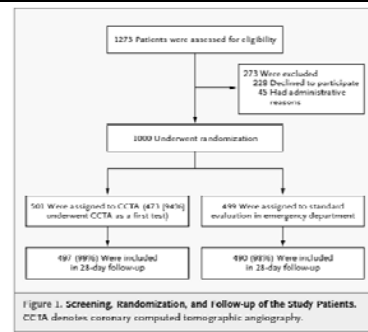 1273 Patients were assessed for eligibility
273 Were excluded
228 Declined to participate
45 Had administrative
reasons
1000 Underwent randomization
501 Were assigned to CCTA (473 [94%]
underwent CCTA as a first test)
499 Were assigned to standard
evaluation in emergency department
497 (99%) Were included
in 28-day follow-up
490 (98%) Were included
in 28-day follow-up
Figure 1. Screening, Randomization, and Follow-up of the Study Patients.
CCTA denotes coronary computed tomographic angiography.